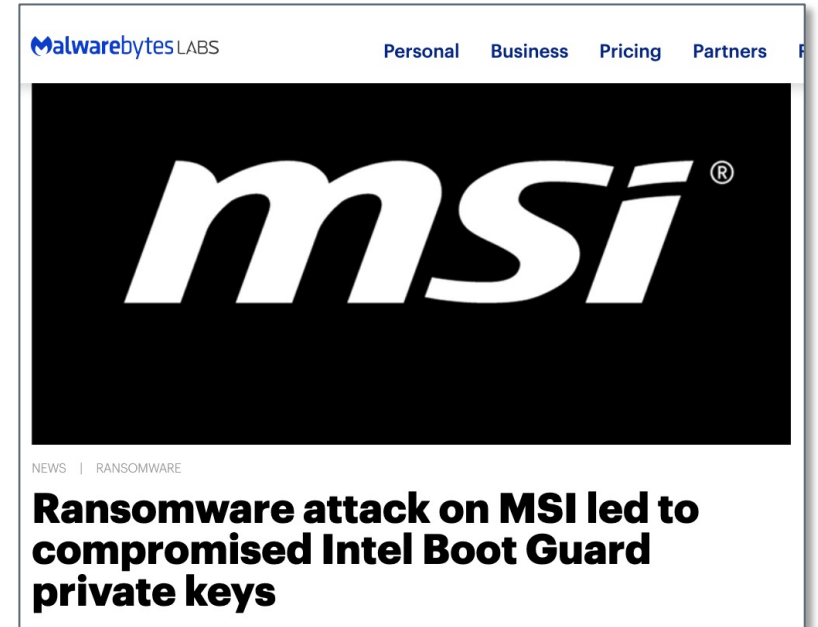 Malwarebytes LABS
Personal Business Pricing Partners
msi®
NEWS | RANSOMWARE
Ransomware attack on MSI led to
compromised Intel Boot Guard
private keys